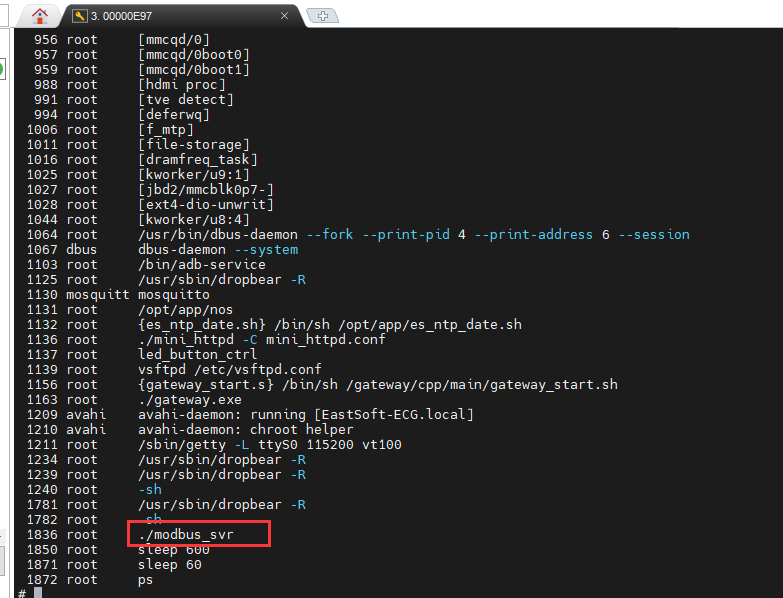 3. 00000E97
956 root [mmcqd/0]
957 root [mmcqd/0boot0]
959 root [mmcqd/0boot1]
988 root [hdmi proc]
991 root [tve detect]
994 root [deferwq]
1006 root [f_mtp]
1011 root [file-storage]
1016 root [dramfreq_task]
1025 root [kworker/u9:1]
1027 root [jbd2/mmcblk0p7-]
1028 root [ext4-dio-unwrit]
1044 root [kworker/u8:4]
1064 root /usr/bin/dbus-daemon --fork --print-pid 4 --print-address 6 --session
1067 dbus dbus-daemon --system
1103 root /bin/adb-service
1125 root /usr/sbin/dropbear -R
1130 mosquitt mosquitto
1131 root /opt/app/nos
1132 root {es_ntp_date.sh} /bin/sh /opt/app/es_ntp_date.sh
1136 root ./mini_httpd -C mini_httpd.conf
1137 root led_button_ctrl
1139 root vsftpd /etc/vsftpd.conf
1156 root {gateway_start.s} /bin/sh /gateway/cpp/main/gateway_start.sh
1163 root ./gateway.exe
1209 avahi avahi-daemon: running [EastSoft-ECG.local]
1210 avahi avahi-daemon: chroot helper
1211 root /sbin/getty -L ttyS0 115200 vt100
1234 root /usr/sbin/dropbear -R
1239 root /usr/sbin/dropbear -R
1240 root -sh
1781 root /usr/sbin/dropbear -R
1782 root -sh
1836 root ./modbus_svr
1850 root sleep 600
1871 root sleep 60
1872 root ps
#